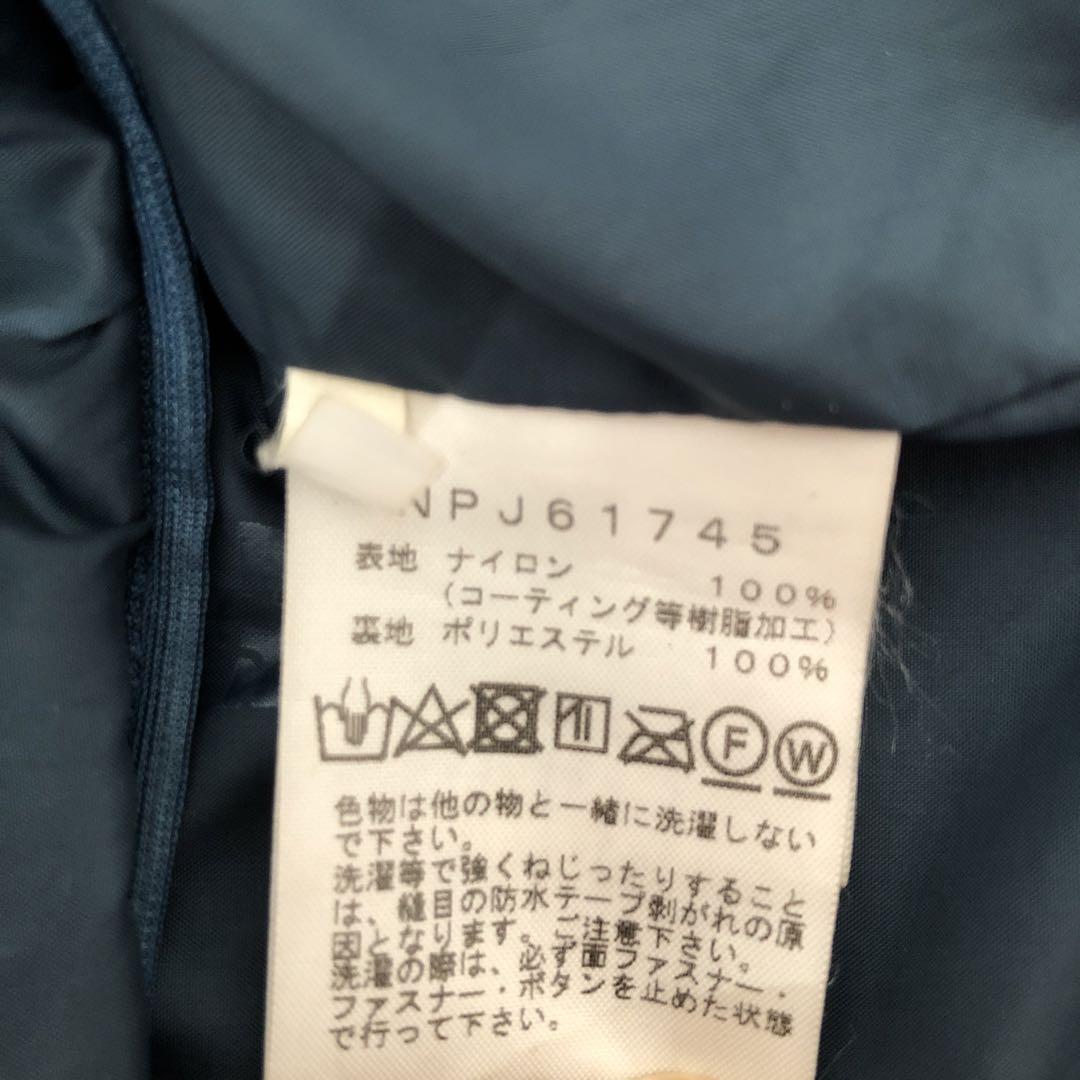 NPJ61745
表地 ナイロン 100%
(コーティング等樹脂加工)
裏地 ポリエステル 100%
F W
色物は他の物と一緒に洗濯しない
で下さい。
洗濯等で強くねじったりすること
は、縫目の防水テープ剥がれの原
因となります。ご注意下さい。
洗濯の際は、必ず面ファスナー・
ファスナー・ボタンを止めた状態
で行って下さい。